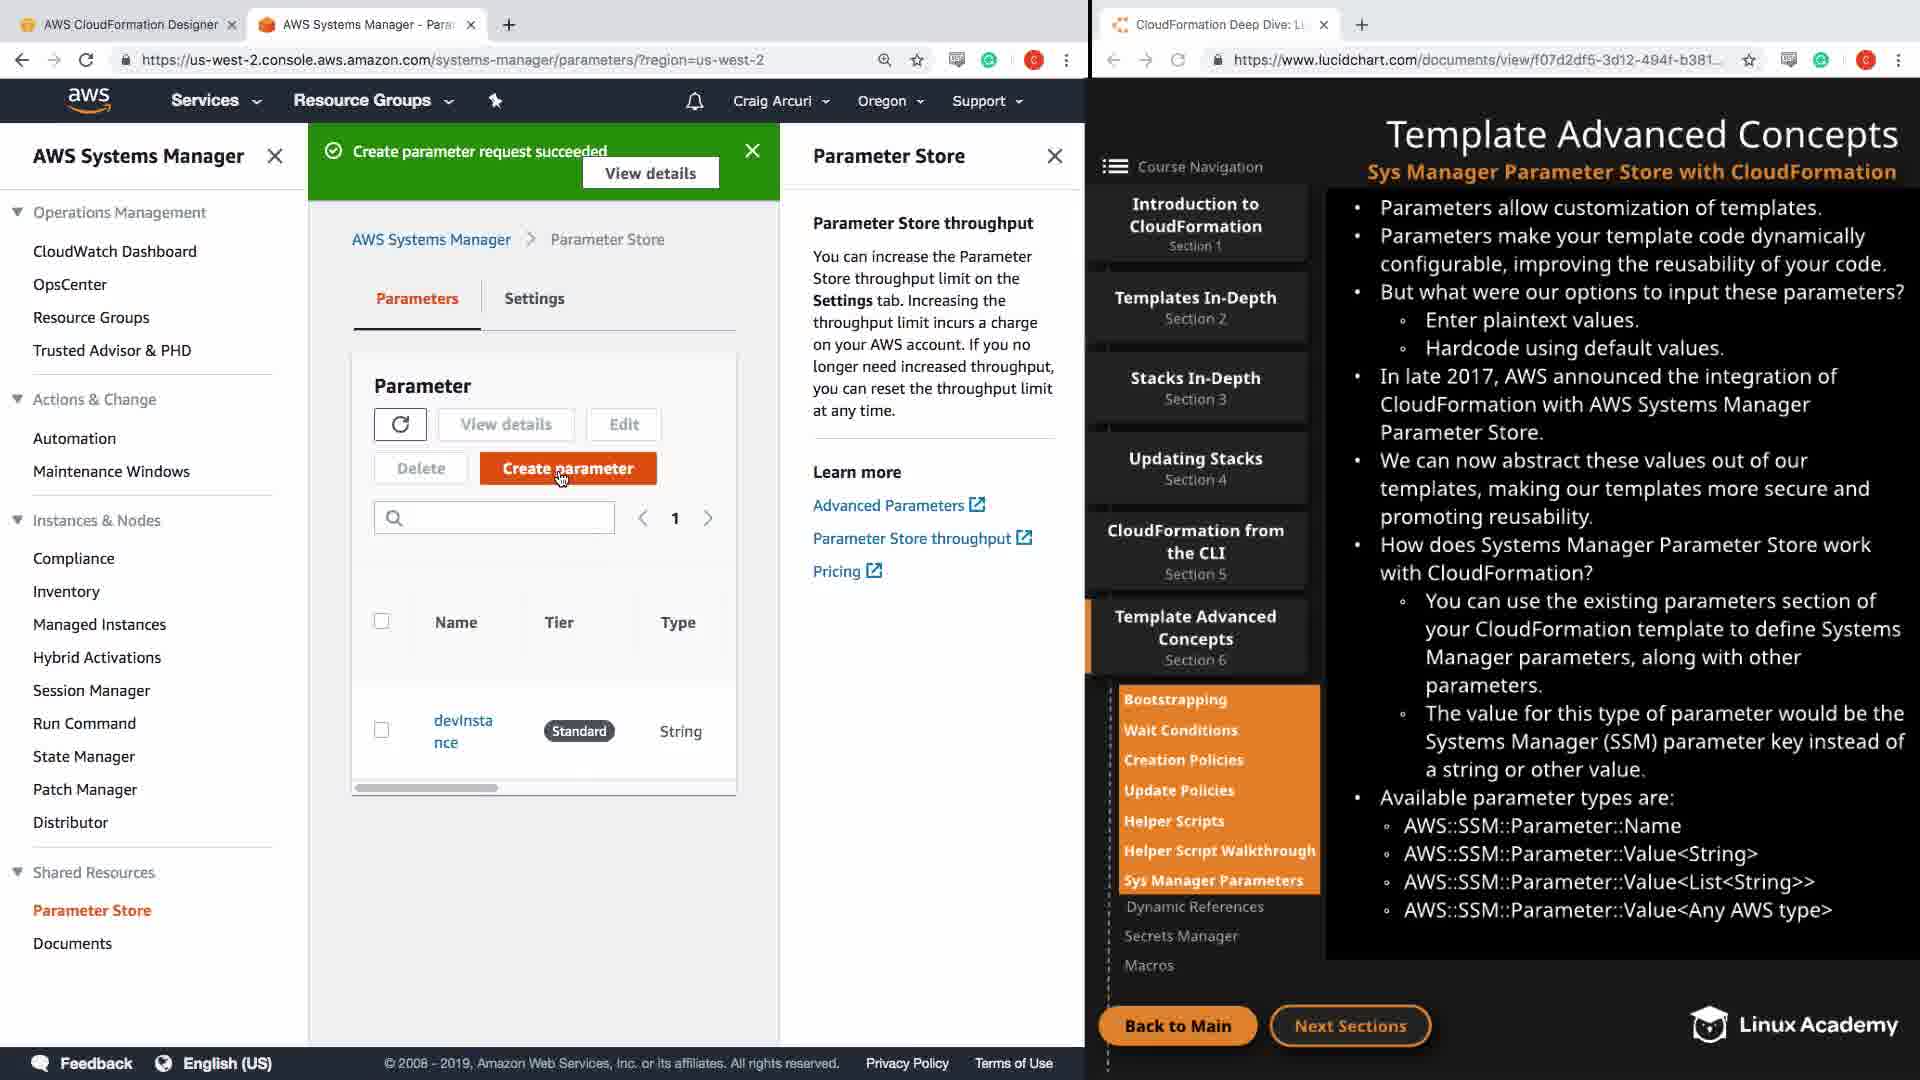 AWS CloudFormation Designer
AWS Systems Manager - Para
https://us-west-2.console.aws.amazon.com/systems-manager/parameters/?region=us-west-2
aws
Services
Resource Groups
Craig Arcuri
Oregon
Support
AWS Systems Manager
Operations Management
CloudWatch Dashboard
OpsCenter
Resource Groups
Trusted Advisor & PHD
Actions & Change
Automation
Maintenance Windows
Instances & Nodes
Compliance
Inventory
Managed Instances
Hybrid Activations
Session Manager
Run Command
State Manager
Patch Manager
Distributor
Shared Resources
Parameter Store
Documents
Create parameter request succeeded
View details
AWS Systems Manager > Parameter Store
Parameters
Settings
Parameter
View details
Edit
Delete
Create parameter
1
Name
Tier
Type
devInsta
nce
Standard
String
Parameter Store
Parameter Store throughput
You can increase the Parameter
Store throughput limit on the
Settings tab. Increasing the
throughput limit incurs a charge
on your AWS account. If you no
longer need increased throughput,
you can reset the throughput limit
at any time.
Learn more
Advanced Parameters
Parameter Store throughput
Pricing
Feedback
English (US)
© 2008 - 2019, Amazon Web Services, Inc. or its affiliates. All rights reserved.
Privacy Policy
Terms of Use
CloudFormation Deep Dive: Li
https://www.lucidchart.com/documents/view/f07d2df5-3d12-494f-b381...
Template Advanced Concepts
Sys Manager Parameter Store with CloudFormation
Course Navigation
Introduction to
CloudFormation
Section 1
Templates In-Depth
Section 2
Stacks In-Depth
Section 3
Updating Stacks
Section 4
CloudFormation from
the CLI
Section 5
Template Advanced
Concepts
Section 6
Bootstrapping
Wait Conditions
Creation Policies
Update Policies
Helper Scripts
Helper Script Walkthrough
Sys Manager Parameters
Dynamic References
Secrets Manager
Macros
• Parameters allow customization of templates.
• Parameters make your template code dynamically
configurable, improving the reusability of your code.
• But what were our options to input these parameters?
◦ Enter plaintext values.
◦ Hardcode using default values.
• In late 2017, AWS announced the integration of
CloudFormation with AWS Systems Manager
Parameter Store.
• We can now abstract these values out of our
templates, making our templates more secure and
promoting reusability.
• How does Systems Manager Parameter Store work
with CloudFormation?
◦ You can use the existing parameters section of
your CloudFormation template to define Systems
Manager parameters, along with other
parameters.
◦ The value for this type of parameter would be the
Systems Manager (SSM) parameter key instead of
a string or other value.
• Available parameter types are:
◦ AWS::SSM::Parameter::Name
◦ AWS::SSM::Parameter::Value<String>
◦ AWS::SSM::Parameter::Value<List<String>>
◦ AWS::SSM::Parameter::Value<Any AWS type>
Back to Main
Next Sections
Linux Academy